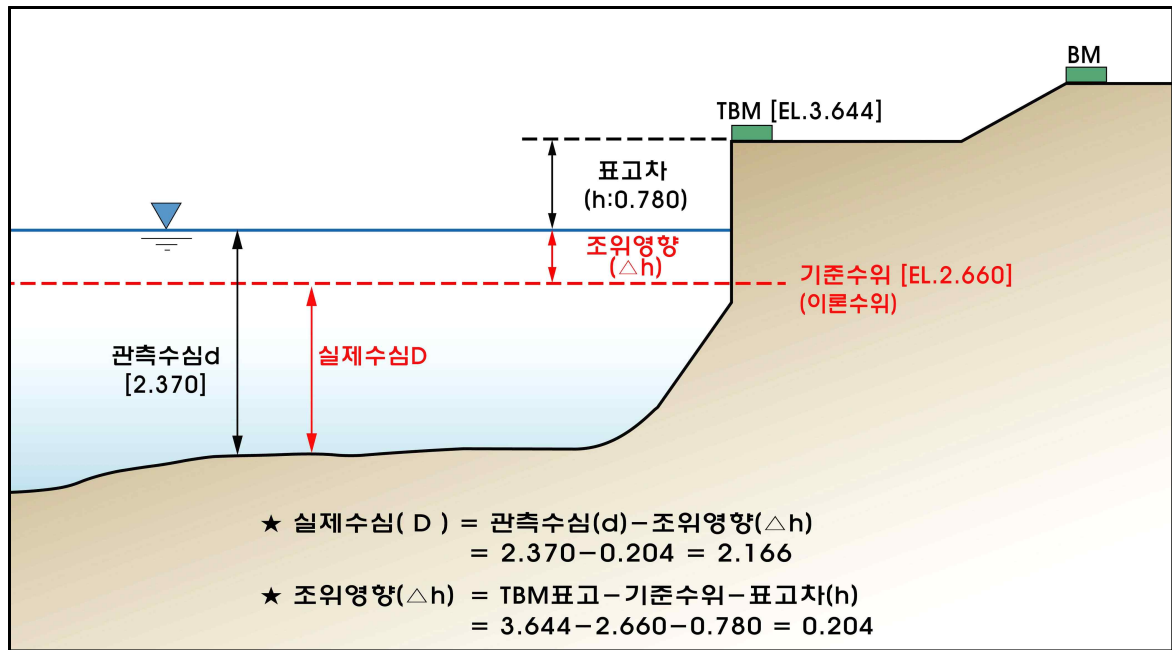 BM
TBM [EL.3.644]
표고차
(h:0.780)
조위영향
(△h)
기준수위 [EL.2.660]
(이론수위)
관측수심d
[2.370]
실제수심D
★ 실제수심( D ) = 관측수심(d)-조위영향(△h)
= 2.370-0.204 = 2.166
★ 조위영향(△h) = TBM표고-기준수위-표고차(h)
= 3.644-2.660-0.780 = 0.204